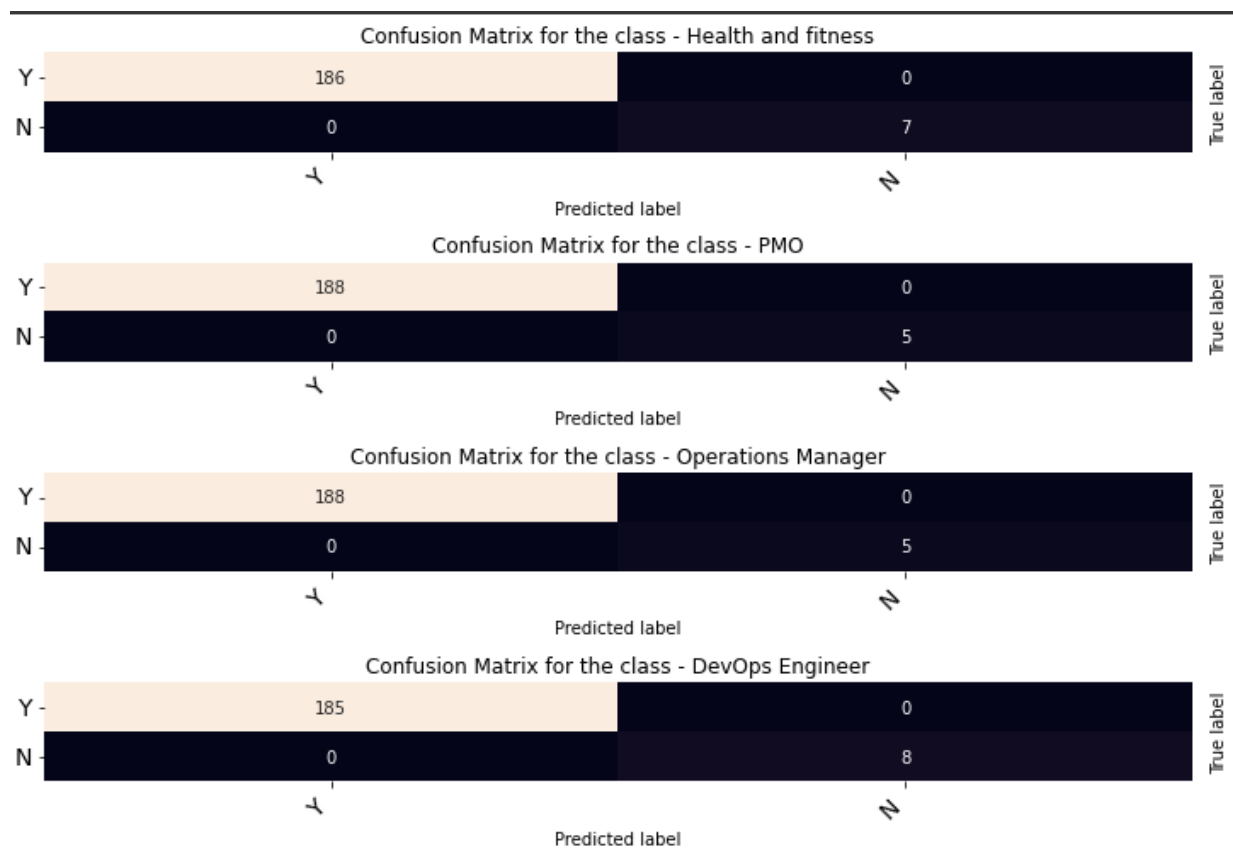 Confusion Matrix for the class - Health and fitness
Y 186 0
N 0 7
True label
Y N
Predicted label
Confusion Matrix for the class - PMO
Y 188 0
N 0 5
True label
Y N
Predicted label
Confusion Matrix for the class - Operations Manager
Y 188 0
N 0 5
True label
Y N
Predicted label
Confusion Matrix for the class - DevOps Engineer
Y 185 0
N 0 8
True label
Y N
Predicted label